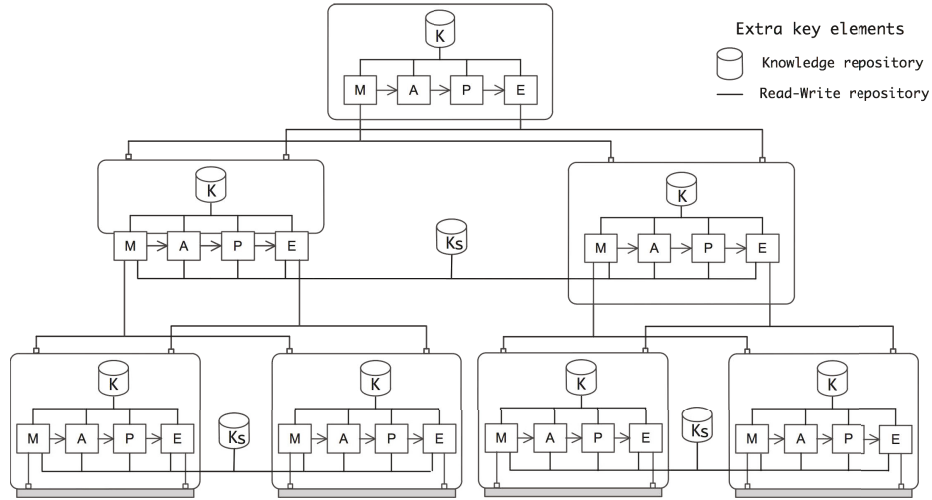 K
Extra key elements
Knowledge repository
M A P E
Read-Write repository
K
K
Ks
M A P E
M A P E
K
K
K
K
Ks
Ks
M A P E
M A P E
M A P E
M A P E